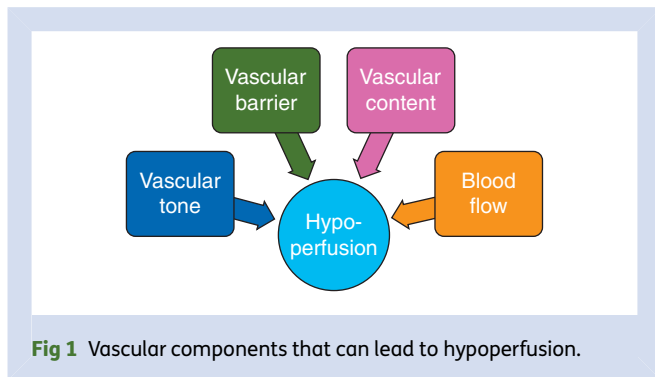 Vascular
barrier
Vascular
content
Vascular
tone
Blood
flow
Hypo-
perfusion
Fig 1 Vascular components that can lead to hypoperfusion.